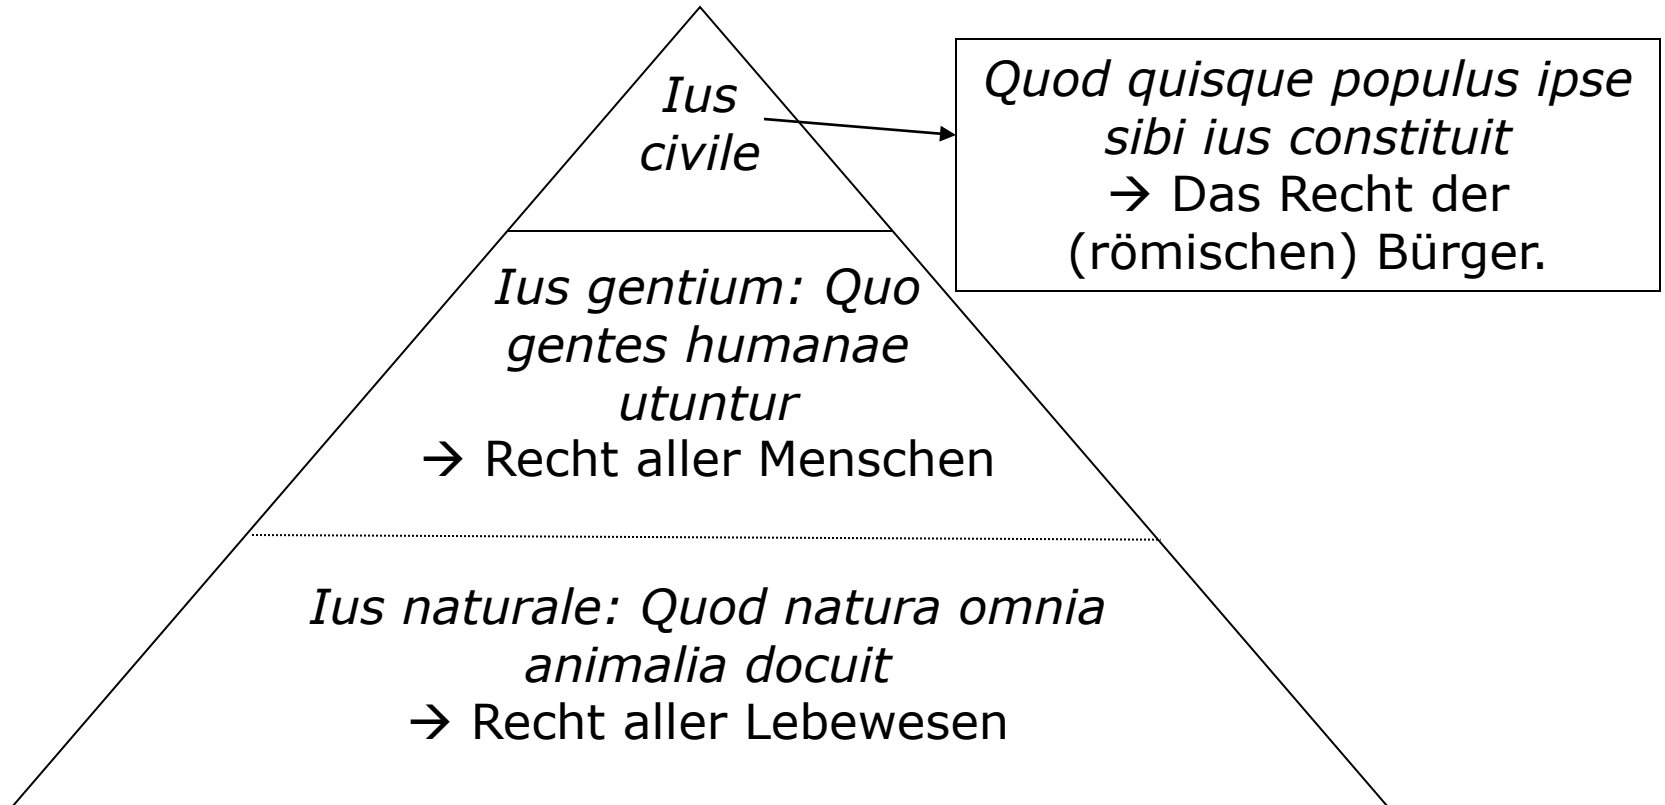 Ius
civile
Quod quisque populus ipse
sibi ius constituit
→ Das Recht der
(römischen) Bürger.
Ius gentium: Quo
gentes humanae
utuntur
→ Recht aller Menschen
Ius naturale: Quod natura omnia
animalia docuit
→ Recht aller Lebewesen